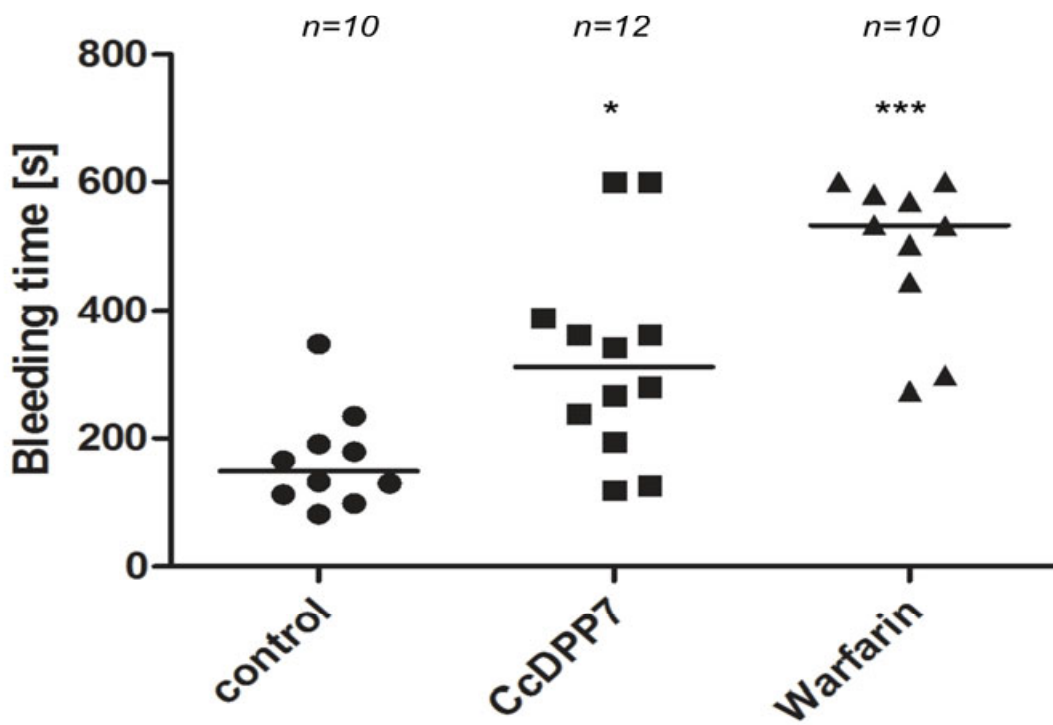 n=10 n=12 n=10
800
* ***
600
400
200
0
Bleeding time [s]
control CcDPP7 Warfarin